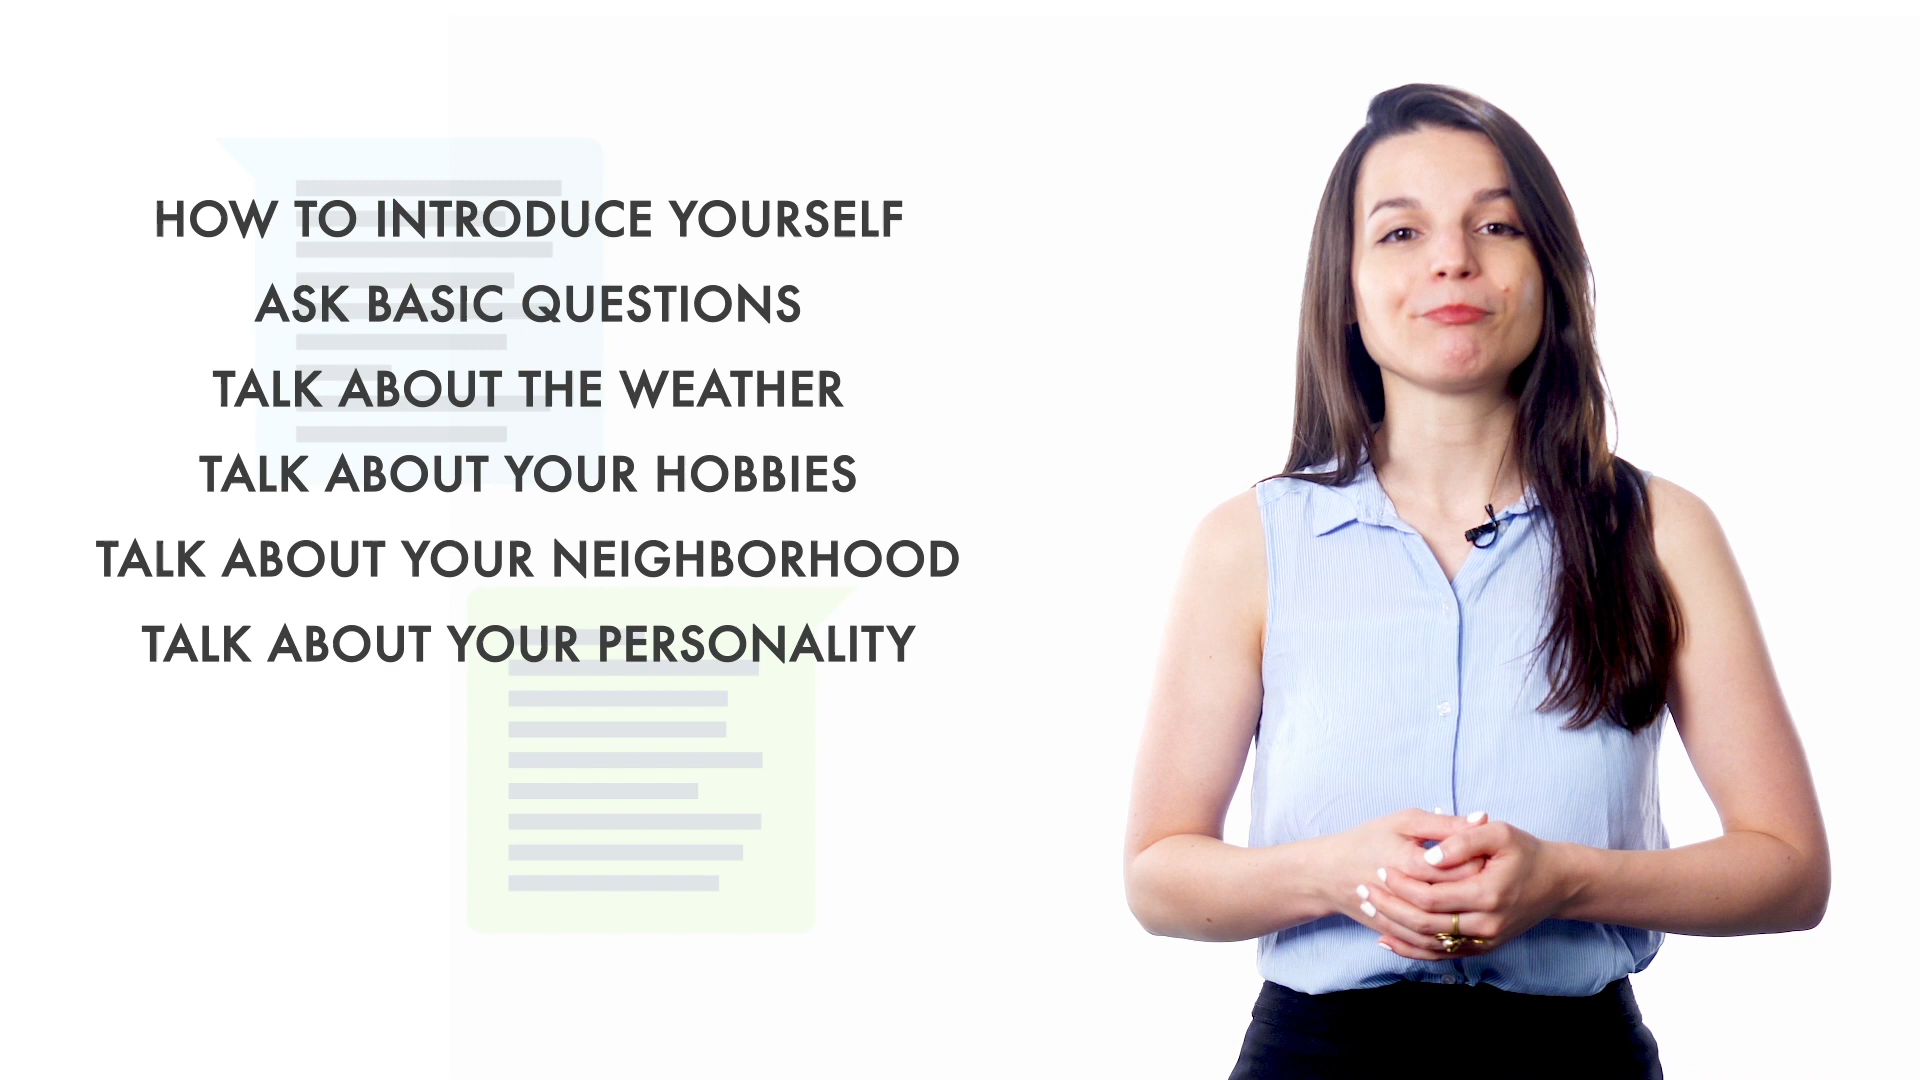 HOW TO INTRODUCE YOURSELF
ASK BASIC QUESTIONS
TALK ABOUT THE WEATHER
TALK ABOUT YOUR HOBBIES
TALK ABOUT YOUR NEIGHBORHOOD
TALK ABOUT YOUR PERSONALITY